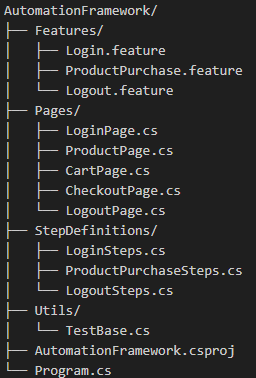 AutomationFramework/
├── Features/
│   ├── Login.feature
│   ├── ProductPurchase.feature
│   └── Logout.feature
├── Pages/
│   ├── LoginPage.cs
│   ├── ProductPage.cs
│   ├── CartPage.cs
│   ├── CheckoutPage.cs
│   └── LogoutPage.cs
├── StepDefinitions/
│   ├── LoginSteps.cs
│   ├── ProductPurchaseSteps.cs
│   └── LogoutSteps.cs
├── Utils/
│   └── TestBase.cs
├── AutomationFramework.csproj
└── Program.cs